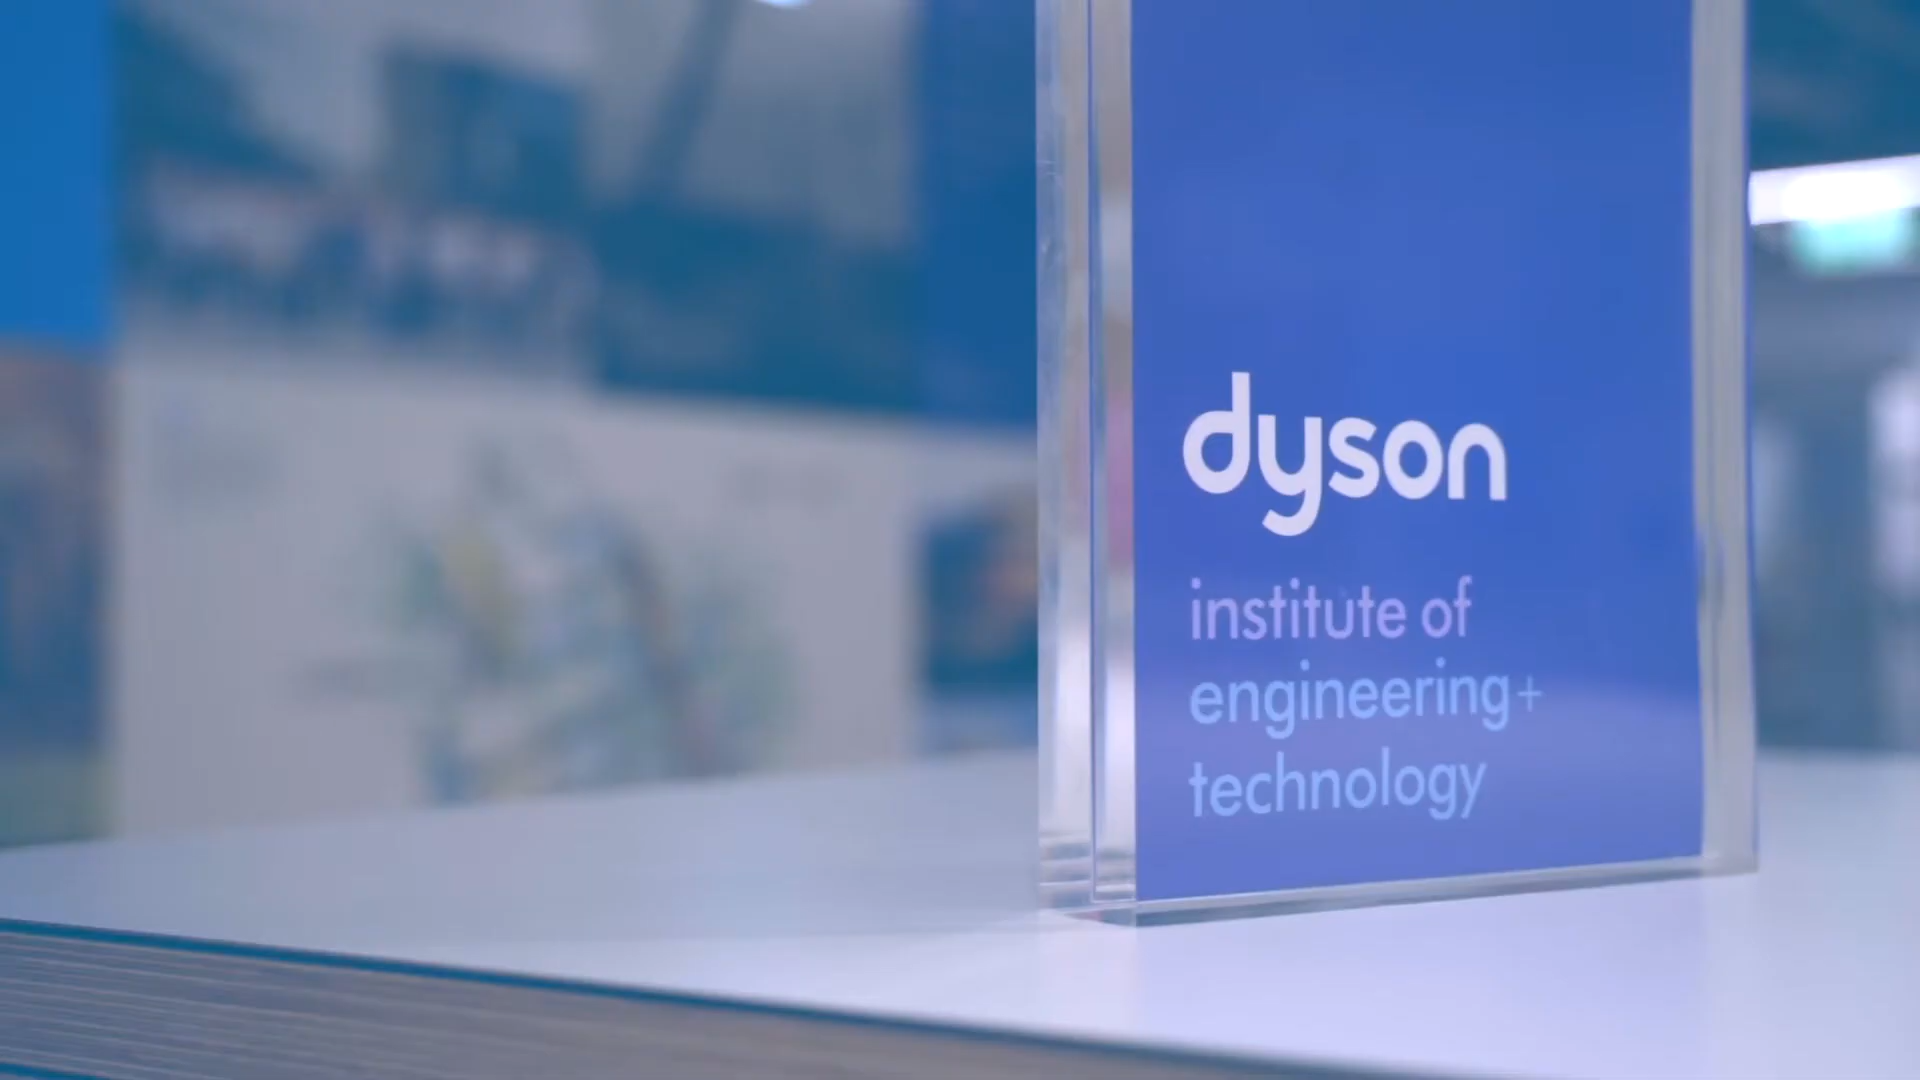 dyson
institute of
engineering+
technology